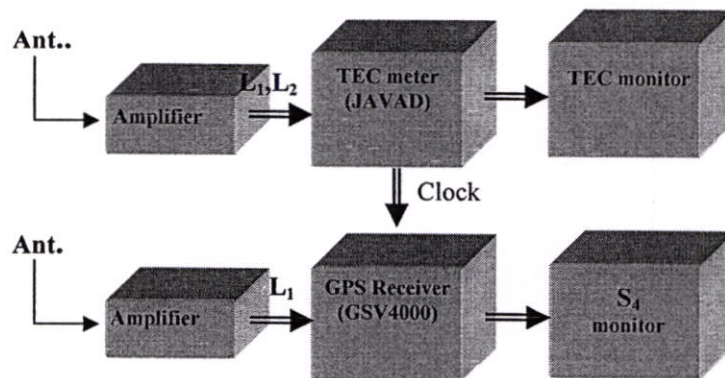 Ant..
Amplifier
L₁,L₂
TEC meter
(JAVAD)
TEC monitor
Clock
Ant.
Amplifier
L₁
GPS Receiver
(GSV4000)
S₄
monitor